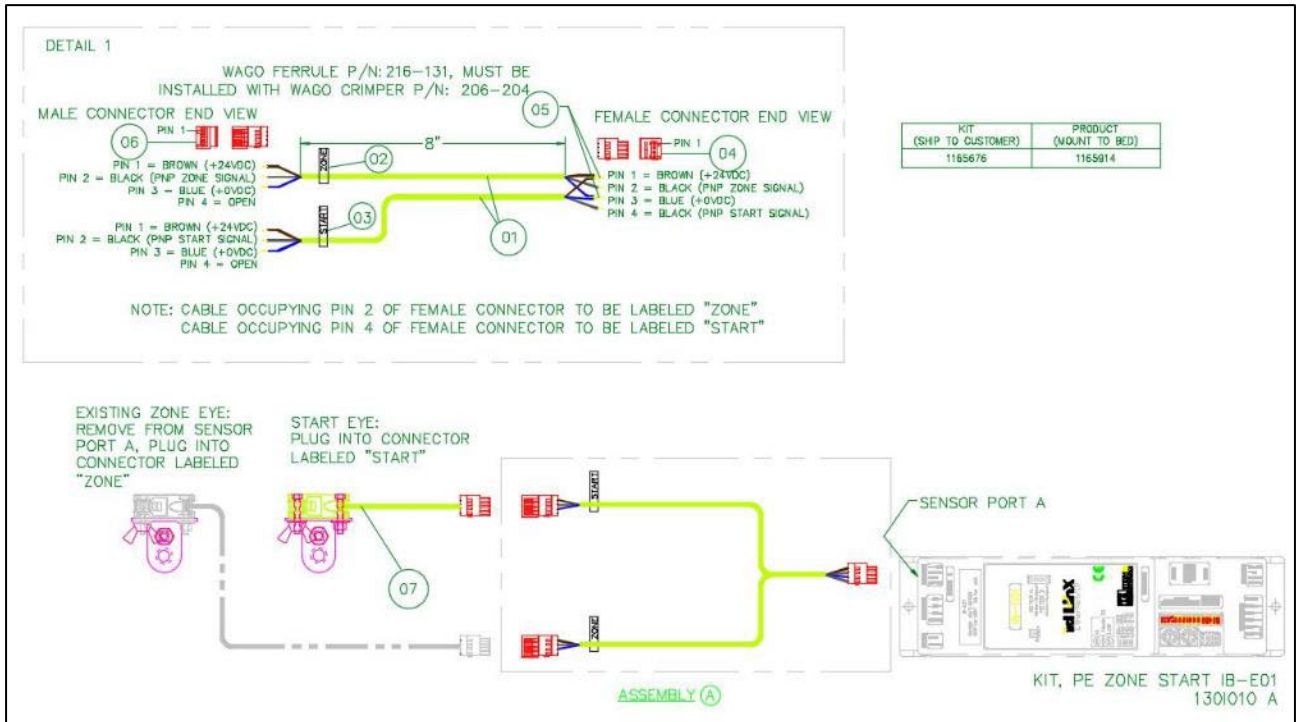 DETAIL 1
WAGO FERRULE P/N: 216-131, MUST BE
INSTALLED WITH WAGO CRIMPER P/N: 206-204
MALE CONNECTOR END VIEW
PIN 1
06
PIN 1 = BROWN (+24VDC)
PIN 2 = BLACK (PNP ZONE SIGNAL)
PIN 3 = BLUE (+0VDC)
PIN 4 = OPEN
PIN 1 = BROWN (+24VDC)
PIN 2 = BLACK (PNP START SIGNAL)
PIN 3 = BLUE (+0VDC)
PIN 4 = OPEN
ZONE
02
8"
START
03
01
05
FEMALE CONNECTOR END VIEW
PIN 1
04
PIN 1 = BROWN (+24VDC)
PIN 2 = BLACK (PNP ZONE SIGNAL)
PIN 3 = BLUE (+0VDC)
PIN 4 = BLACK (PNP START SIGNAL)
NOTE: CABLE OCCUPYING PIN 2 OF FEMALE CONNECTOR TO BE LABELED "ZONE"
CABLE OCCUPYING PIN 4 OF FEMALE CONNECTOR TO BE LABELED "START"
KIT (SHIP TO CUSTOMER) PRODUCT (MOUNT TO BED)
1165676 1165914
EXISTING ZONE EYE:
REMOVE FROM SENSOR
PORT A, PLUG INTO
CONNECTOR LABELED
"ZONE"
START EYE:
PLUG INTO CONNECTOR
LABELED "START"
07
START
ZONE
ASSEMBLY A
SENSOR PORT A
CE
KIT, PE ZONE START IB-E01
1301010 A